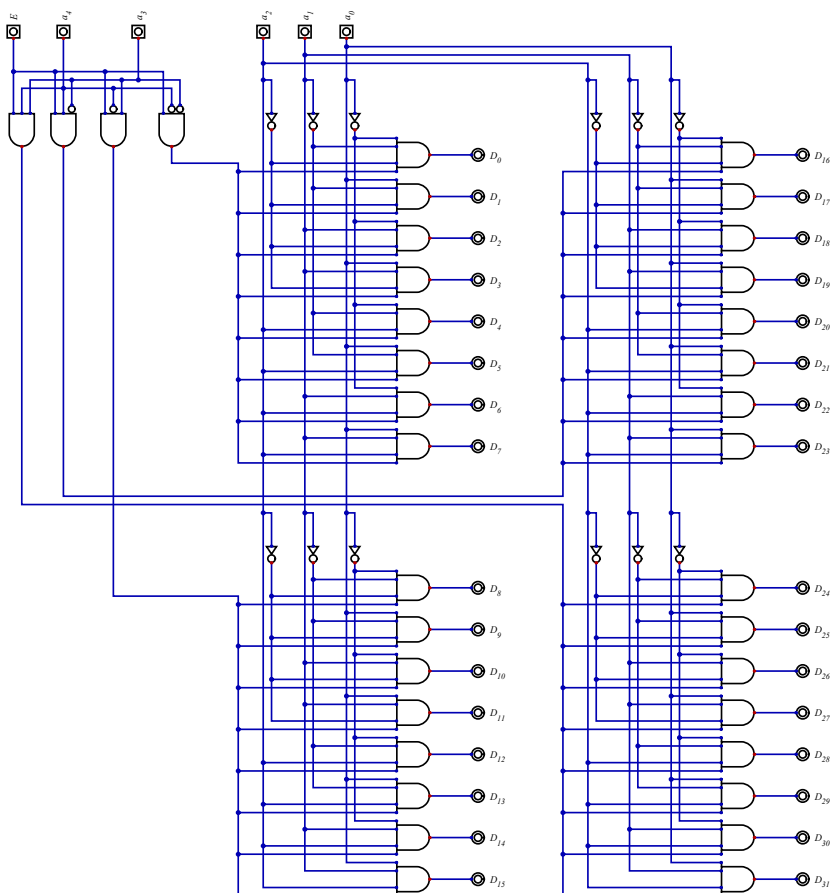 E a₄ a₃ a₂ a₁ a₀
D₀ D₁₆
D₁ D₁₇
D₂ D₁₈
D₃ D₁₉
D₄ D₂₀
D₅ D₂₁
D₆ D₂₂
D₇ D₂₃
D₈ D₂₄
D₉ D₂₅
D₁₀ D₂₆
D₁₁ D₂₇
D₁₂ D₂₈
D₁₃ D₂₉
D₁₄ D₃₀
D₁₅ D₃₁